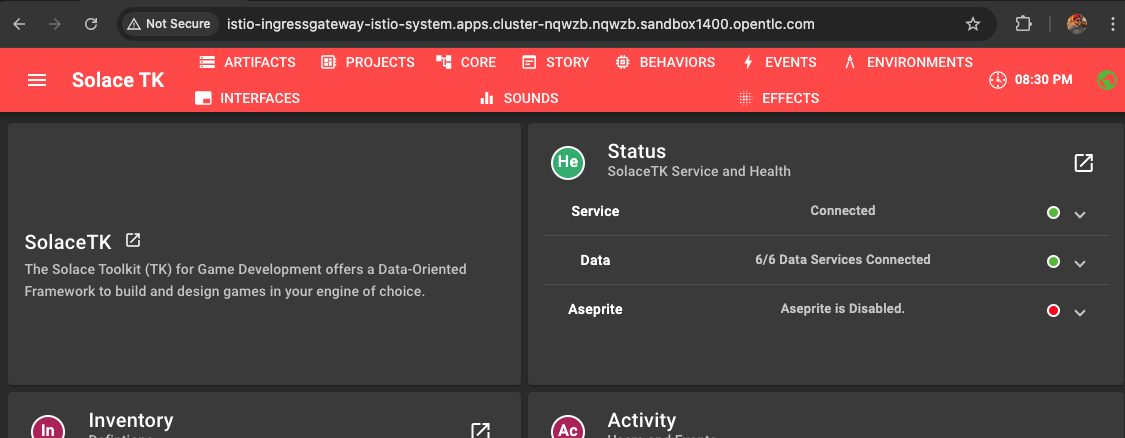 Not Secure istio-ingressgateway-istio-system.apps.cluster-nqwzb.nqwzb.sandbox1400.opentlc.com
Solace TK
ARTIFACTS PROJECTS CORE STORY BEHAVIORS EVENTS ENVIRONMENTS
INTERFACES SOUNDS EFFECTS
08:30 PM
SolaceTK
The Solace Toolkit (TK) for Game Development offers a Data-Oriented
Framework to build and design games in your engine of choice.
He
Status
SolaceTK Service and Health
Service Connected
Data 6/6 Data Services Connected
Aseprite Aseprite is Disabled.
In
Inventory
Ac
Activity
Users and Events